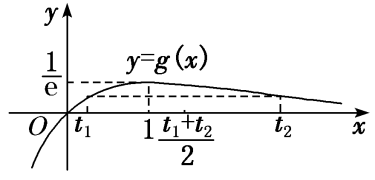 y
y=g(x)
1/e
O t₁ 1 (t₁+t₂)/2 t₂ x